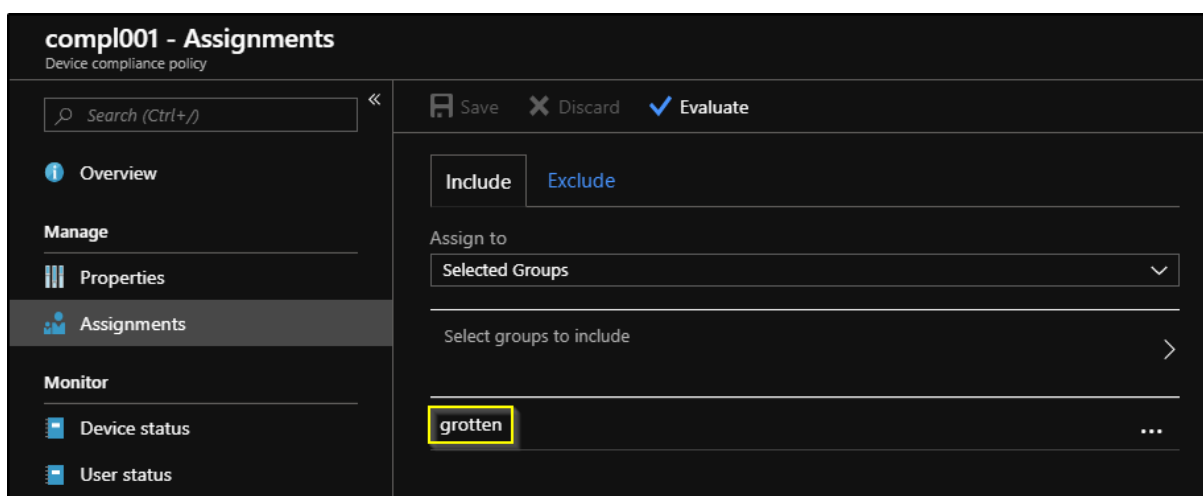 compl001 - Assignments
Device compliance policy
Search (Ctrl+/)
«
Overview
Manage
Properties
Assignments
Monitor
Device status
User status
Save Discard Evaluate
Include Exclude
Assign to
Selected Groups
Select groups to include
grotten
...